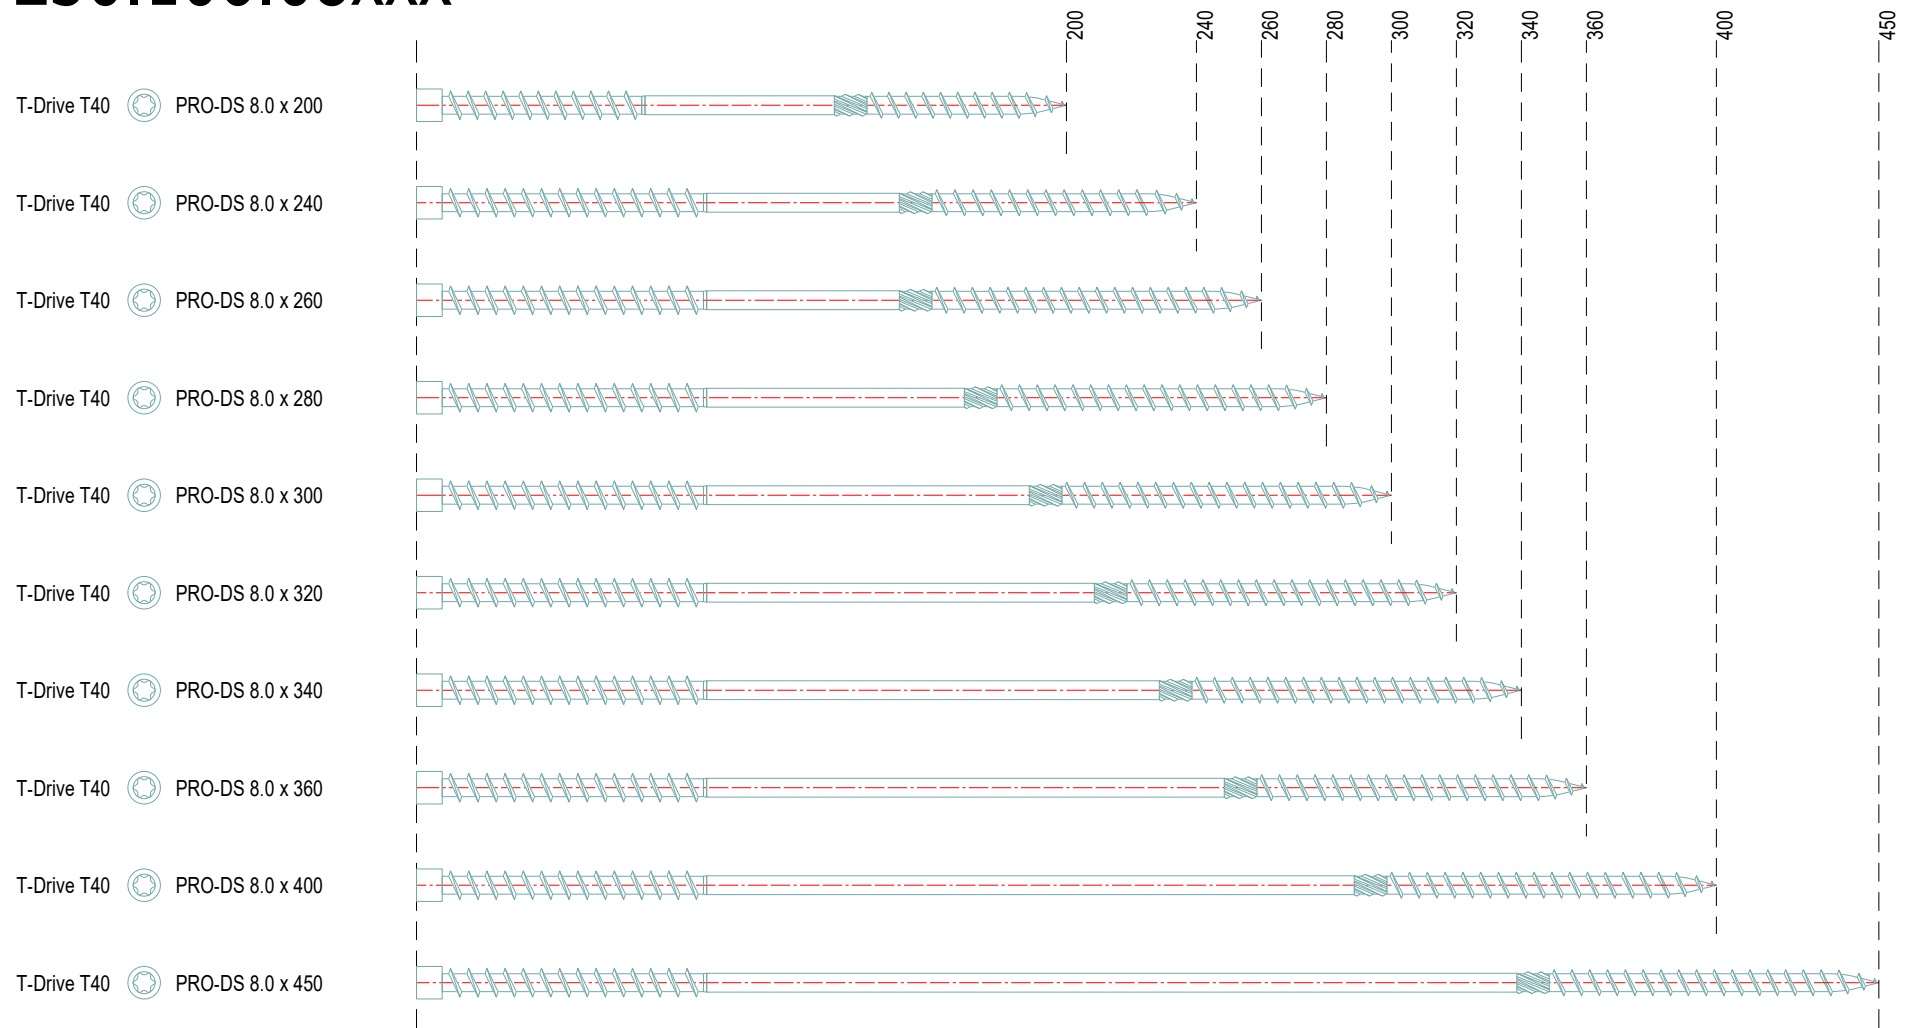 200 240 260 280 300 320 340 360 400 450
T-Drive T40 PRO-DS 8.0 x 200
T-Drive T40 PRO-DS 8.0 x 240
T-Drive T40 PRO-DS 8.0 x 260
T-Drive T40 PRO-DS 8.0 x 280
T-Drive T40 PRO-DS 8.0 x 300
T-Drive T40 PRO-DS 8.0 x 320
T-Drive T40 PRO-DS 8.0 x 340
T-Drive T40 PRO-DS 8.0 x 360
T-Drive T40 PRO-DS 8.0 x 400
T-Drive T40 PRO-DS 8.0 x 450